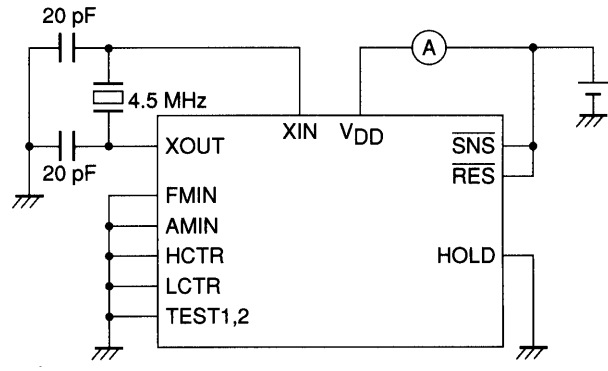 20 pF
A
4.5 MHz
XIN VDD
XOUT
SNS
20 pF
RES
FMIN
AMIN
HCTR
HOLD
LCTR
TEST1,2